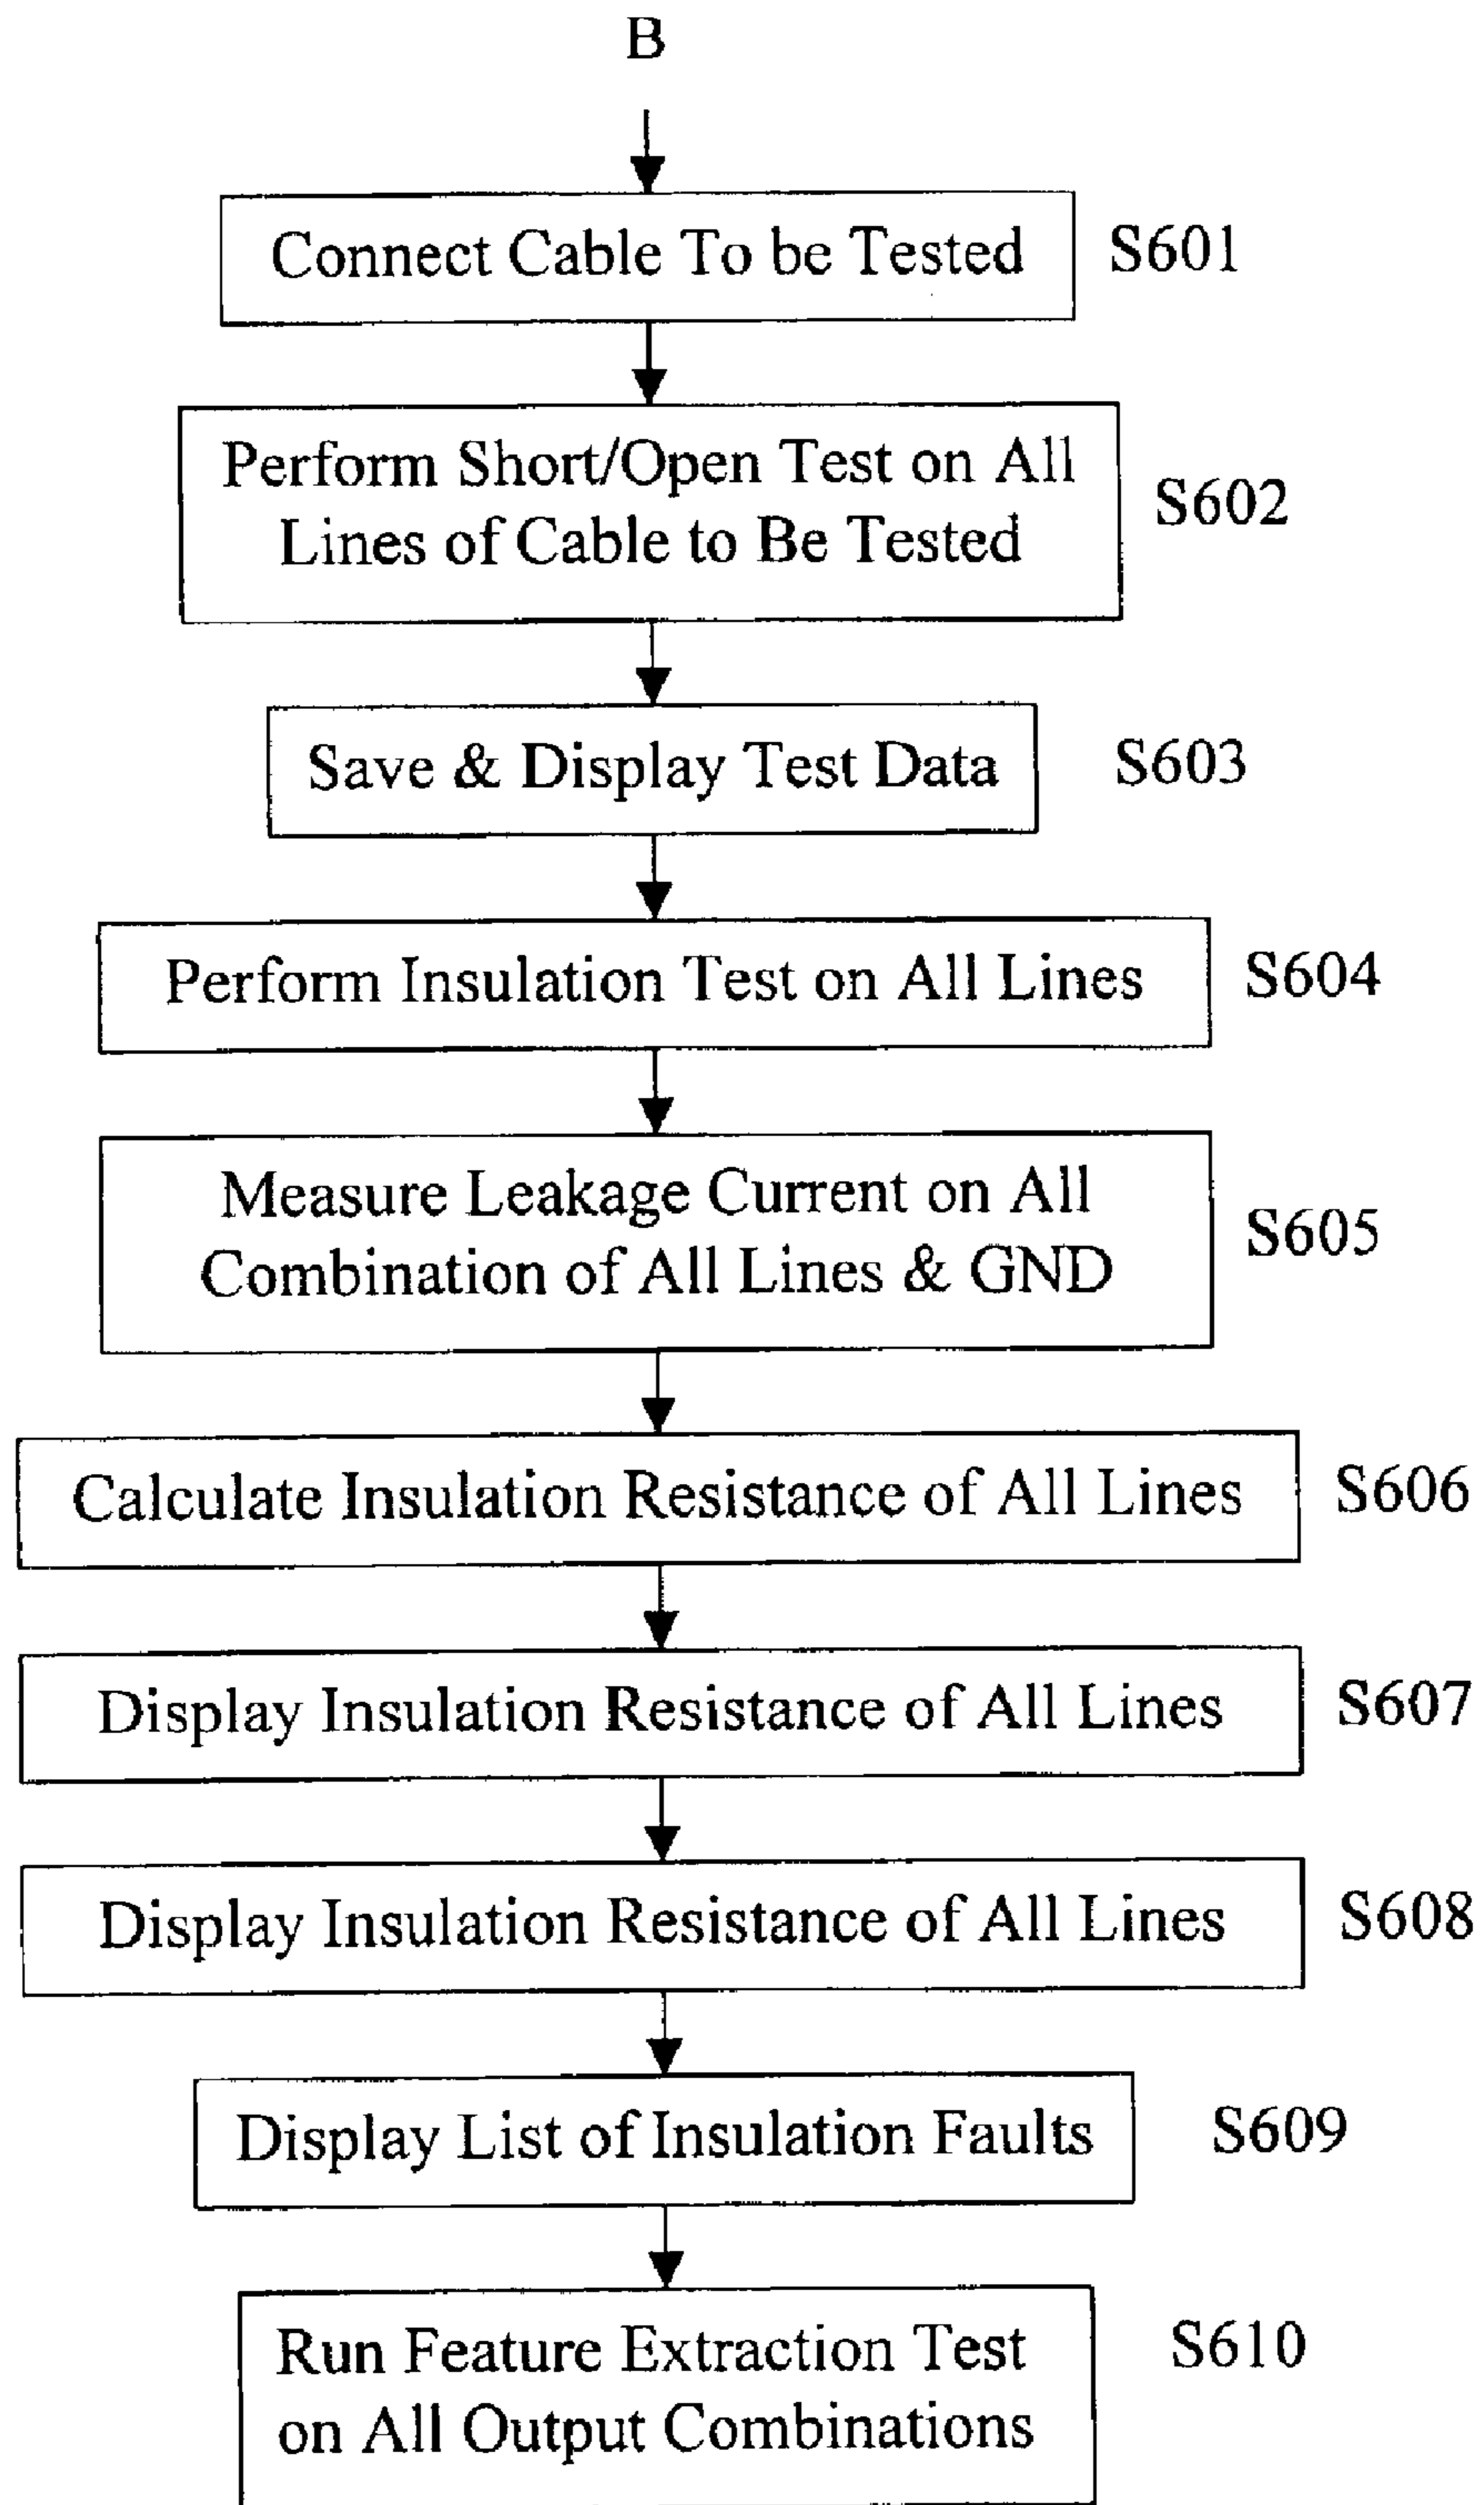 B
Connect Cable To be Tested
S601
Perform Short/Open Test on All
Lines of Cable to Be Tested
S602
Save & Display Test Data
S603
Perform Insulation Test on All Lines
S604
Measure Leakage Current on All
Combination of All Lines & GND
S605
Calculate Insulation Resistance of All Lines
S606
Display Insulation Resistance of All Lines
S607
Display Insulation Resistance of All Lines
S608
Display List of Insulation Faults
S609
Run Feature Extraction Test
on All Output Combinations
S610